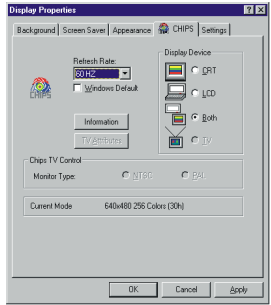 Display Properties
Background Screen Saver Appearance CHIPS Settings
Refresh Rate:
60 HZ
Windows Default
CHIPS
Information
TV Attributes
Display Device
CRT
LCD
Both
TV
Chips TV Control
Monitor Type: NTSC PAL
Current Mode 640x480 256 Colors (30h)
OK Cancel Apply